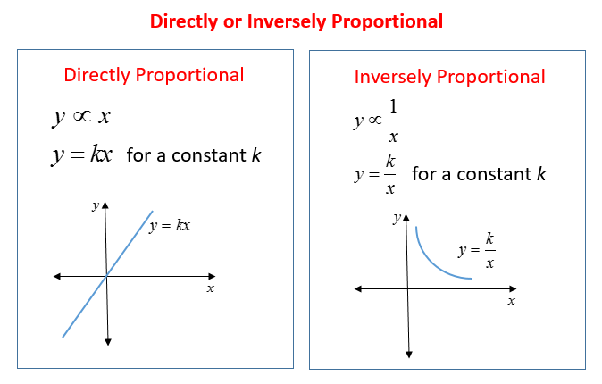 Directly or Inversely Proportional
Directly Proportional
y ∝ x
y = kx for a constant k
y
y = kx
x
Inversely Proportional
y ∝ 1/x
y = k/x for a constant k
y
y = k/x
x